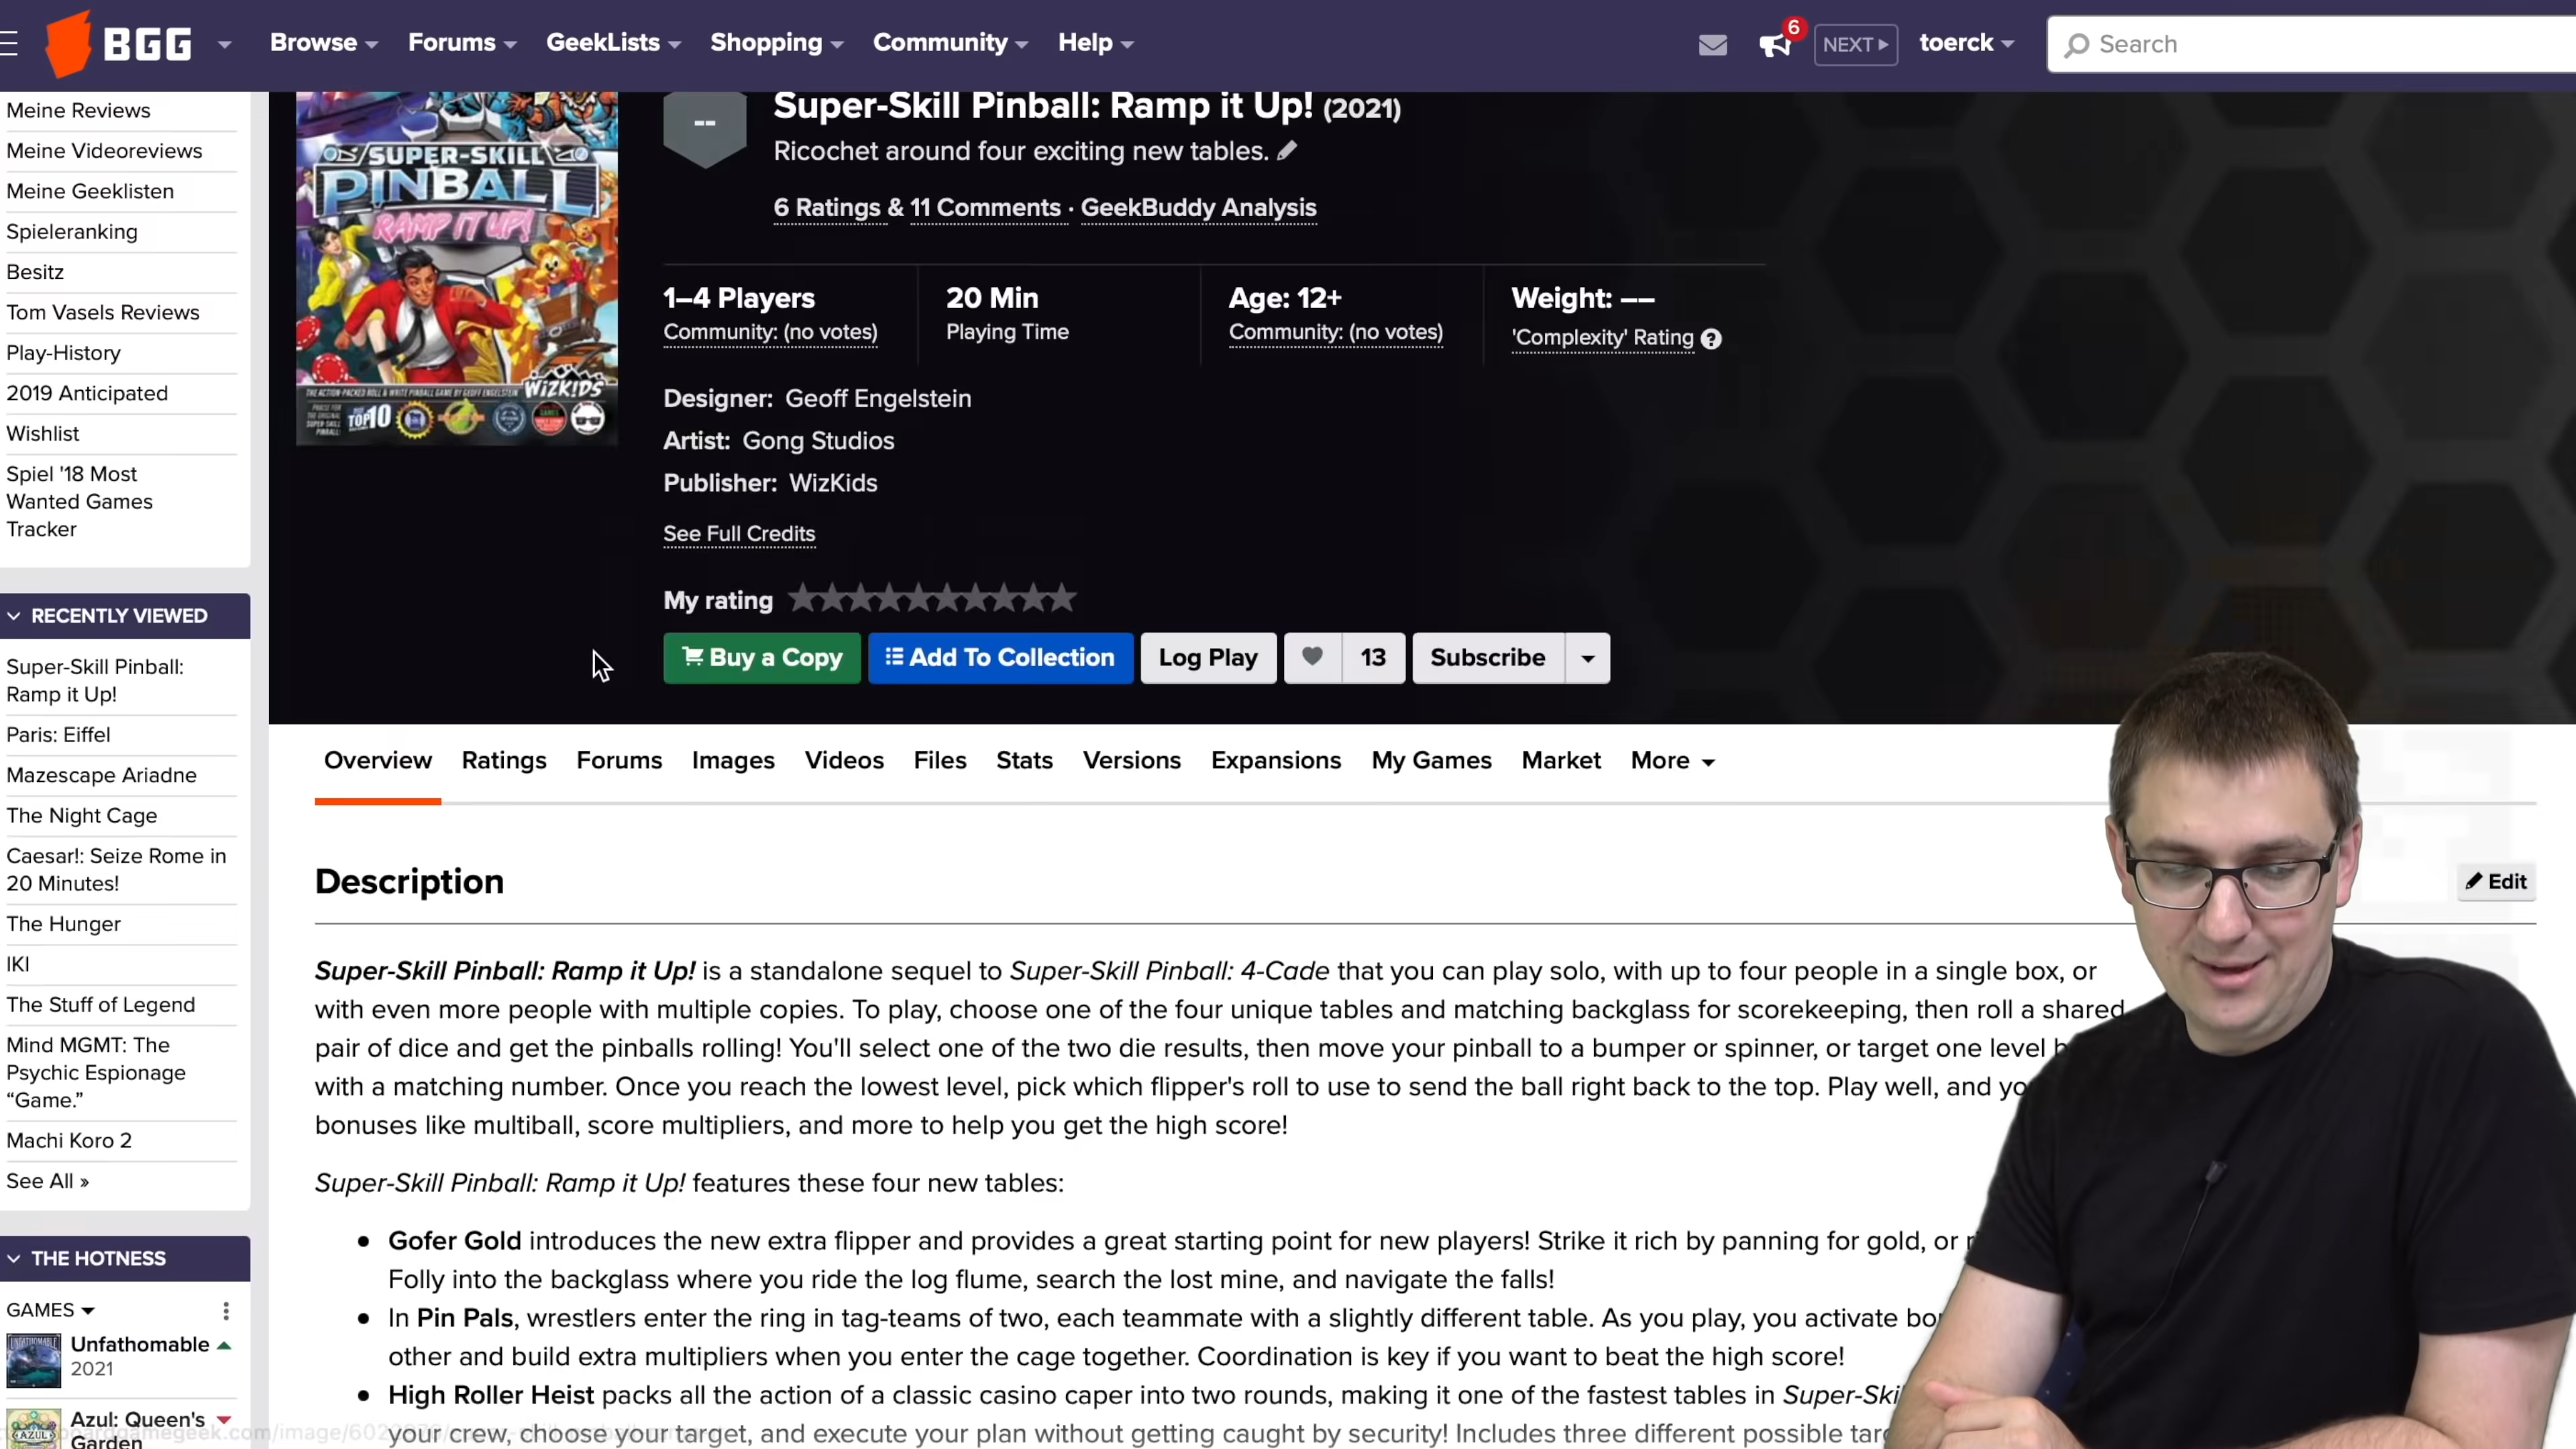 BGG Browse Forums GeekLists Shopping Community Help 6 NEXT toerck Search
Meine Reviews
Meine Videoreviews
Meine Geeklisten
Spieleranking
Besitz
Tom Vasels Reviews
Play-History
2019 Anticipated
Wishlist
Spiel '18 Most
Wanted Games
Tracker
RECENTLY VIEWED
Super-Skill Pinball:
Ramp it Up!
Paris: Eiffel
Mazescape Ariadne
The Night Cage
Caesar!: Seize Rome in
20 Minutes!
The Hunger
IKI
The Stuff of Legend
Mind MGMT: The
Psychic Espionage
“Game.”
Machi Koro 2
See All »
THE HOTNESS
GAMES
Unfathomable
2021
Azul: Queen's
Garden
SUPER-SKILL
PINBALL
RAMP IT UP!
WIZKIDS
THE ACTION-PACKED ROLL & WRITE PINBALL GAME BY GEOFF ENGELSTEIN
TOP10
--
Super-Skill Pinball: Ramp it Up! (2021)
Ricochet around four exciting new tables.
6 Ratings & 11 Comments · GeekBuddy Analysis
1–4 Players
Community: (no votes)
20 Min
Playing Time
Age: 12+
Community: (no votes)
Weight: ––
'Complexity' Rating ?
Designer: Geoff Engelstein
Artist: Gong Studios
Publisher: WizKids
See Full Credits
My rating
Buy a Copy Add To Collection Log Play 13 Subscribe
Overview Ratings Forums Images Videos Files Stats Versions Expansions My Games Market More
Description
Edit
Super-Skill Pinball: Ramp it Up! is a standalone sequel to Super-Skill Pinball: 4-Cade that you can play solo, with up to four people in a single box, or
with even more people with multiple copies. To play, choose one of the four unique tables and matching backglass for scorekeeping, then roll a shared
pair of dice and get the pinballs rolling! You'll select one of the two die results, then move your pinball to a bumper or spinner, or target one level
with a matching number. Once you reach the lowest level, pick which flipper's roll to use to send the ball right back to the top. Play well, and
bonuses like multiball, score multipliers, and more to help you get the high score!
Super-Skill Pinball: Ramp it Up! features these four new tables:
• Gofer Gold introduces the new extra flipper and provides a great starting point for new players! Strike it rich by panning for gold, or
Folly into the backglass where you ride the log flume, search the lost mine, and navigate the falls!
• In Pin Pals, wrestlers enter the ring in tag-teams of two, each teammate with a slightly different table. As you play, you activate
other and build extra multipliers when you enter the cage together. Coordination is key if you want to beat the high score!
• High Roller Heist packs all the action of a classic casino caper into two rounds, making it one of the fastest tables in Super-Ski
your crew, choose your target, and execute your plan without getting caught by security! Includes three different possible